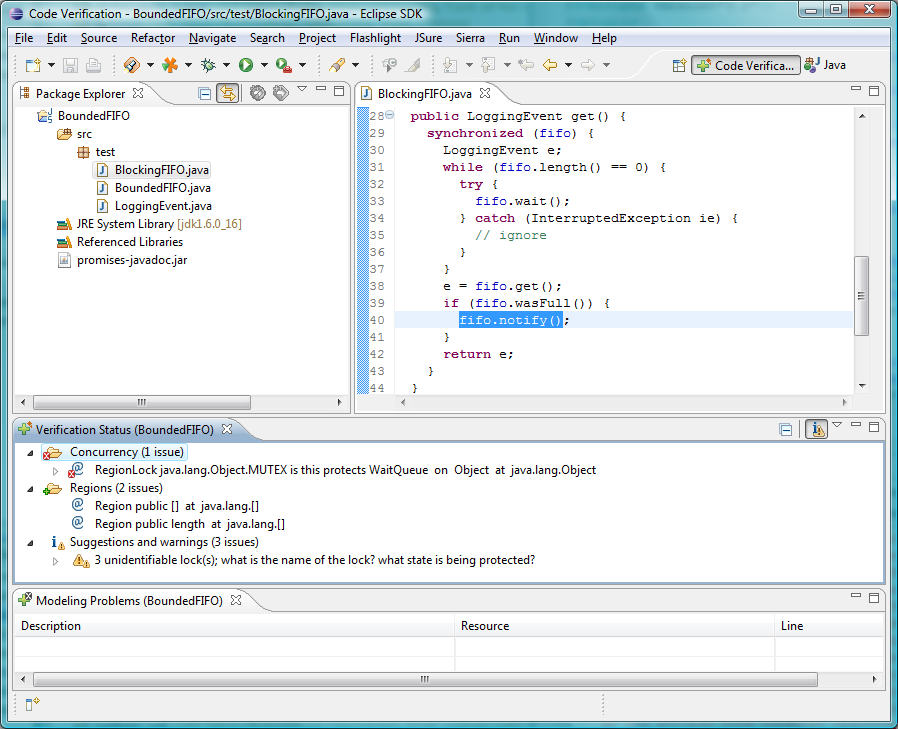 Code Verification - BoundedFIFO/src/test/BlockingFIFO.java - Eclipse SDK
File Edit Source Refactor Navigate Search Project Flashlight JSure Sierra Run Window Help
Code Verifica... Java
Package Explorer
BoundedFIFO
src
test
BlockingFIFO.java
BoundedFIFO.java
LoggingEvent.java
JRE System Library [jdk1.6.0_16]
Referenced Libraries
promises-javadoc.jar
BlockingFIFO.java
28 public LoggingEvent get() {
29 synchronized (fifo) {
30 LoggingEvent e;
31 while (fifo.length() == 0) {
32 try {
33 fifo.wait();
34 } catch (InterruptedException ie) {
35 // ignore
36 }
37 }
38 e = fifo.get();
39 if (fifo.wasFull()) {
40 fifo.notify();
41 }
42 return e;
43 }
44 }
Verification Status (BoundedFIFO)
Concurrency (1 issue)
RegionLock java.lang.Object.MUTEX is this protects WaitQueue on Object at java.lang.Object
Regions (2 issues)
Region public [] at java.lang.[]
Region public length at java.lang.[]
Suggestions and warnings (3 issues)
3 unidentifiable lock(s); what is the name of the lock? what state is being protected?
Modeling Problems (BoundedFIFO)
Description Resource Line